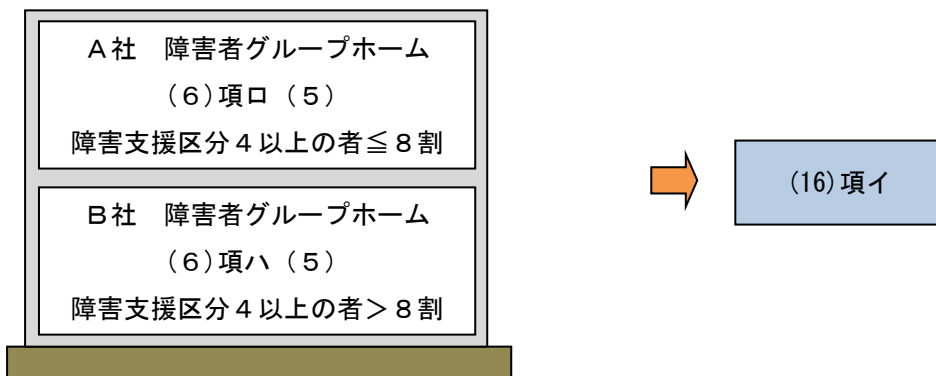 A社　障害者グループホーム
(６)項ロ（５）
障害支援区分４以上の者≦８割
B社　障害者グループホーム
(６)項ハ（５）
障害支援区分４以上の者＞８割
(16)項イ